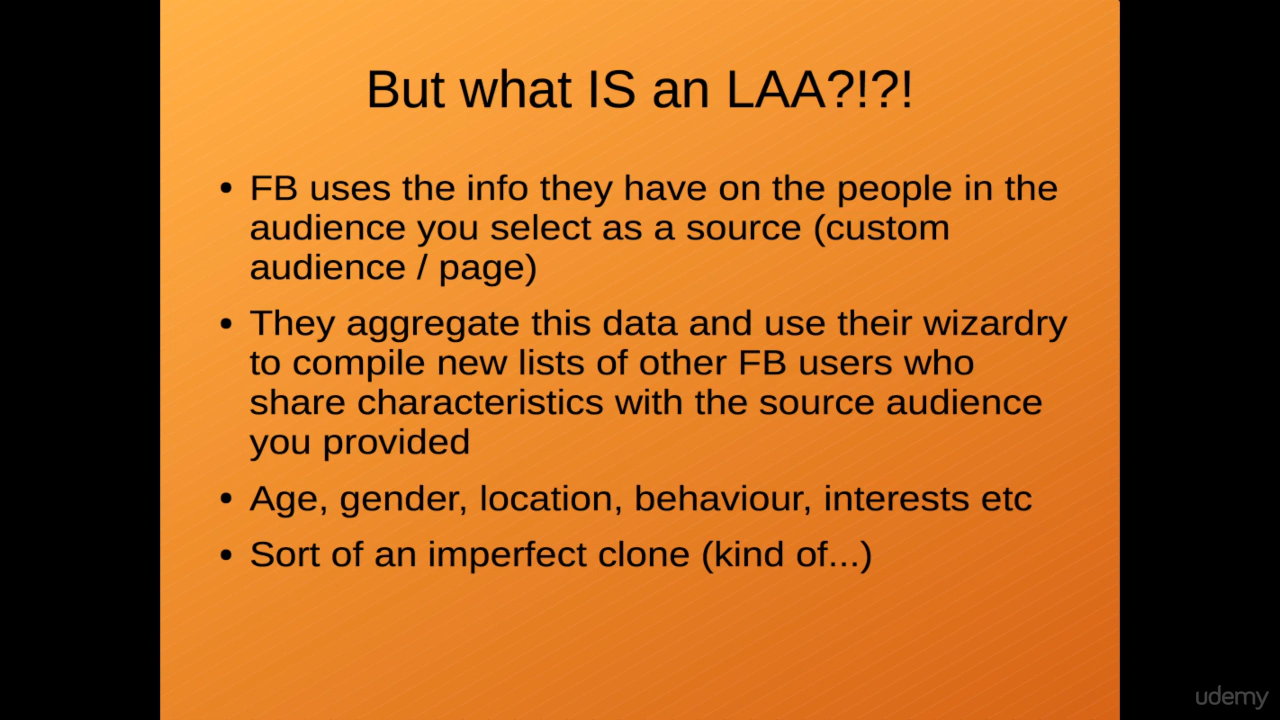 But what IS an LAA?!?!
• FB uses the info they have on the people in the
audience you select as a source (custom
audience / page)
• They aggregate this data and use their wizardry
to compile new lists of other FB users who
share characteristics with the source audience
you provided
• Age, gender, location, behaviour, interests etc
• Sort of an imperfect clone (kind of...)
udemy